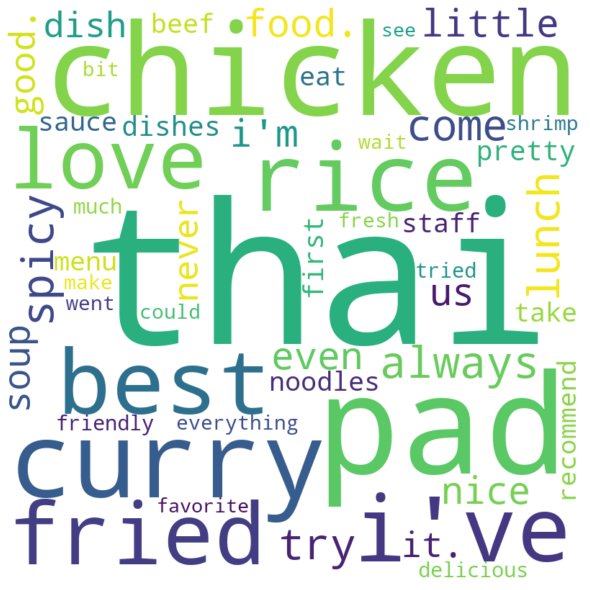 dish beef food. see little
good. chicken
bit eat
sauce dishes i'm come shrimp
love rice wait pretty
spicy much thai never first fresh staff lunch
menu tried
make went could us take
soup best even always
noodles recommend
friendly everything pad
curry nice
fried favorite i've
try it.
delicious